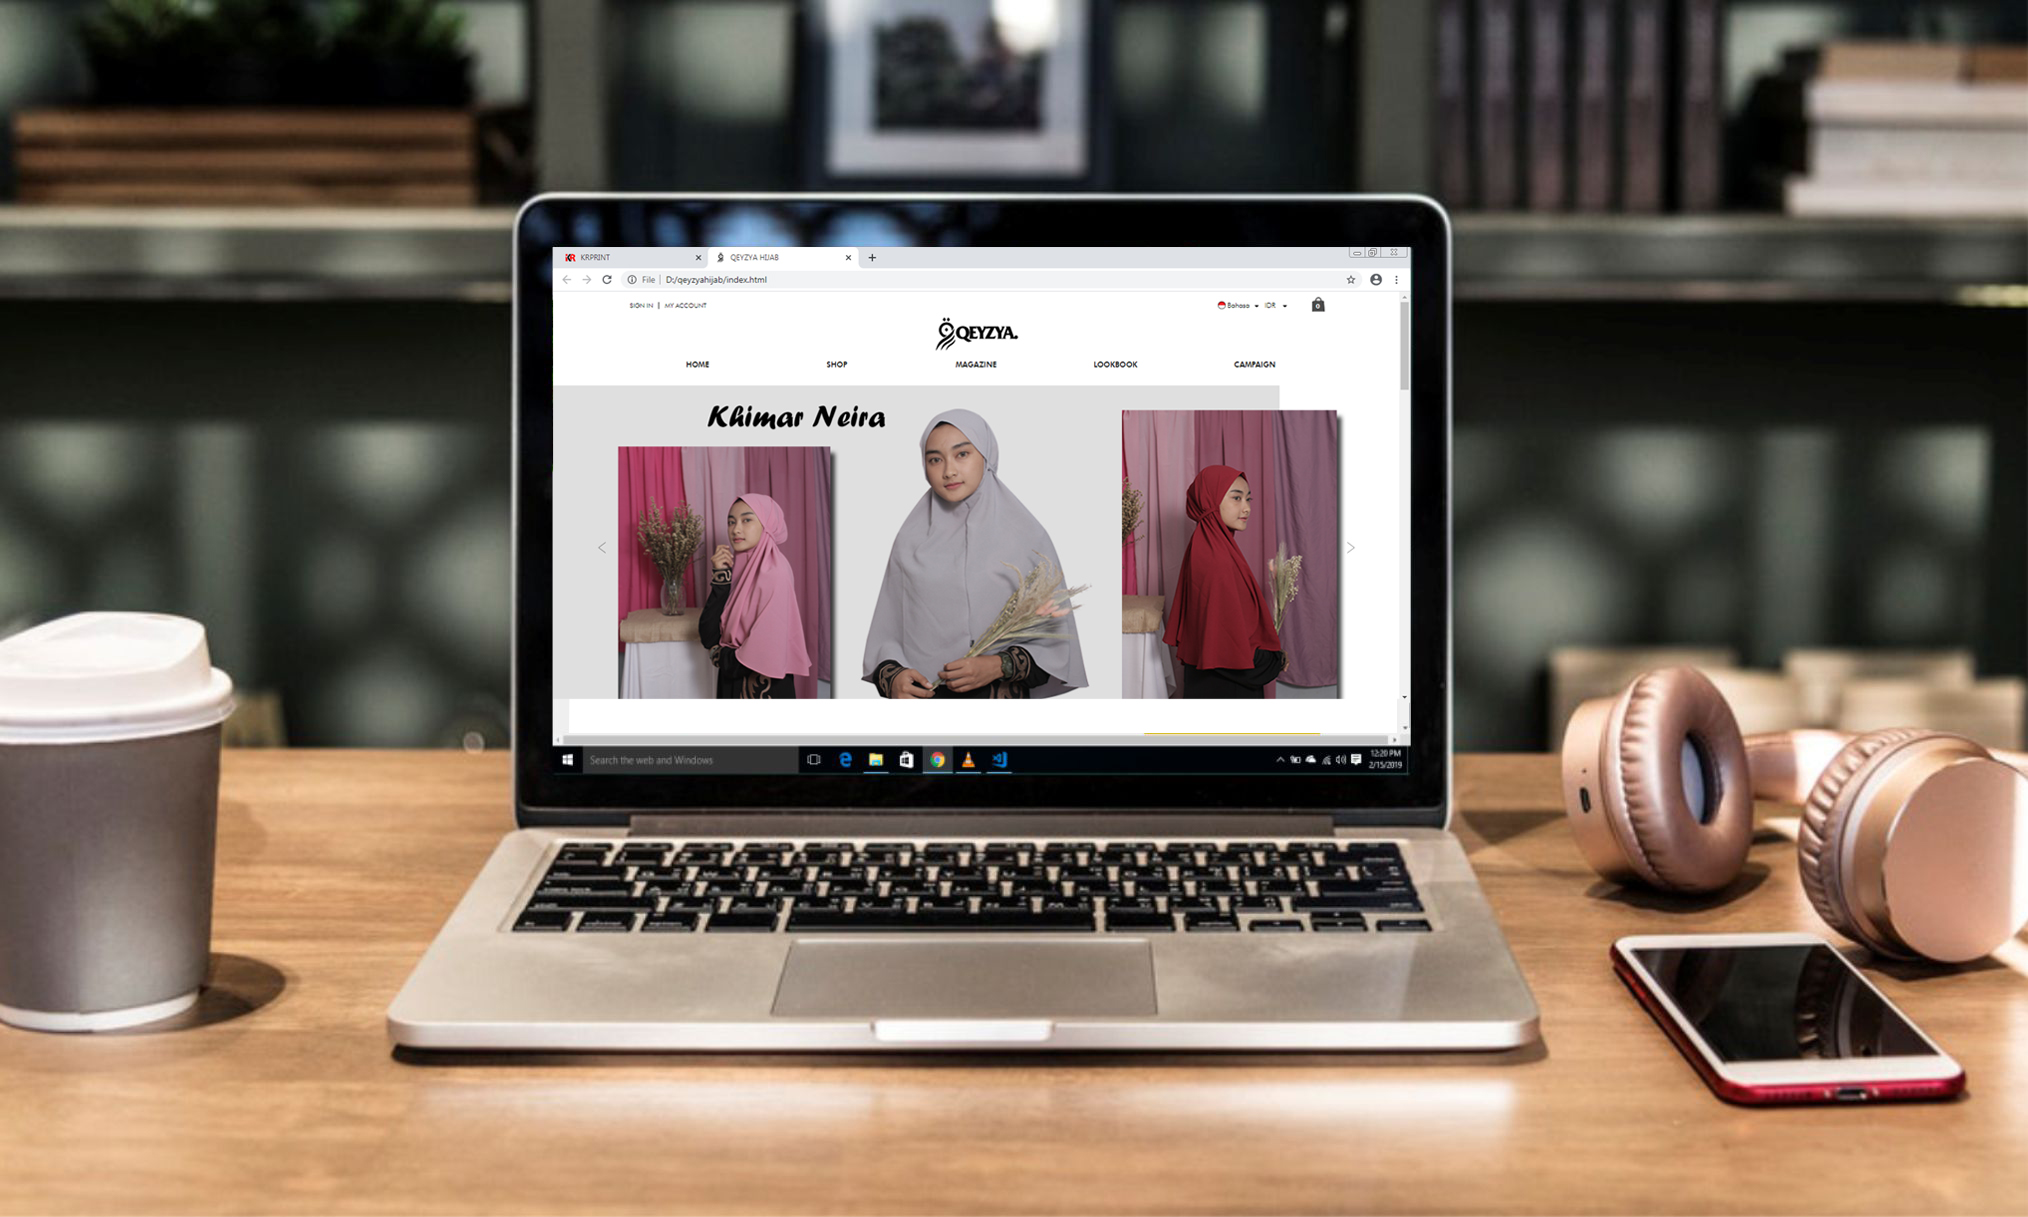 KRPRINT
QEYZYA HIJAB
File | D:/qeyzyahijab/index.html
SIGN IN | MY ACCOUNT
Bahasa IDR
0
QEYZYA.
HOME SHOP MAGAZINE LOOKBOOK CAMPAIGN
Khimar Neira
Search the web and Windows
12:20 PM
2/15/2019